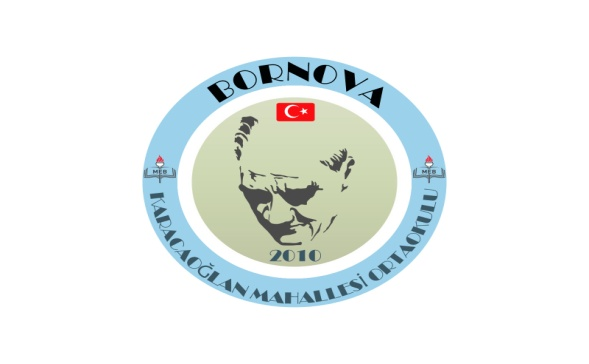 BORNOVA
MEB
MEB
2010
KARACAOĞLAN MAHALLESİ ORTAOKULU